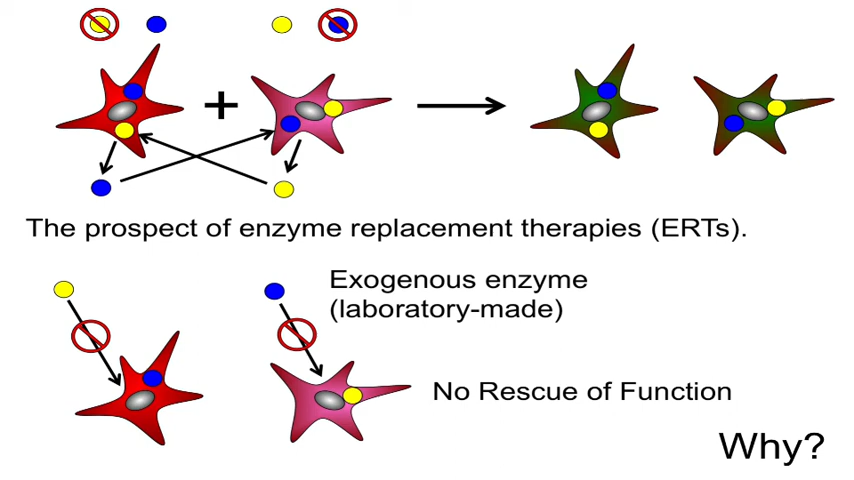 The prospect of enzyme replacement therapies (ERTs).
Exogenous enzyme
(laboratory-made)
No Rescue of Function
Why?